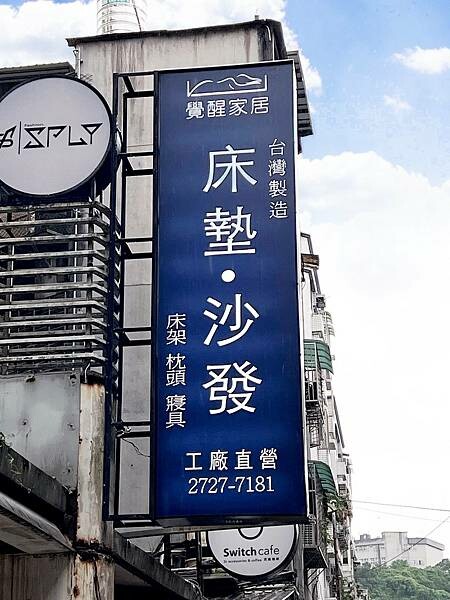 SPLY
覺醒家居
台灣製造
床墊・沙發
床架 枕頭 寢具
工廠直營
2727-7181
Switch cafe